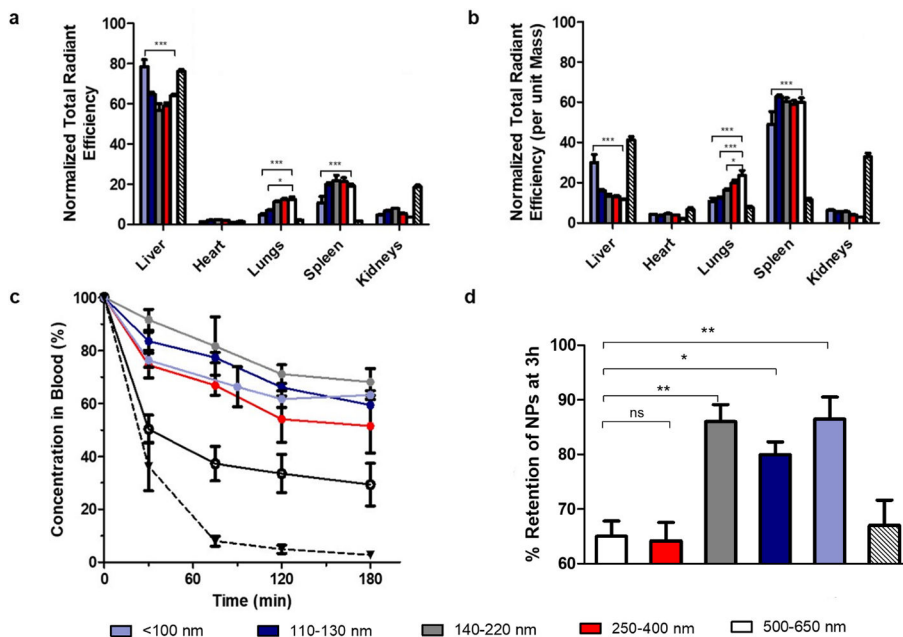 a
Normalized Total Radiant
Efficiency
100
80
60
40
20
0
***
***
*
***
Liver
Heart
Lungs
Spleen
Kidneys
b
Normalized Total Radiant
Efficiency (per unit Mass)
100
80
60
40
20
0
***
***
***
*
***
Liver
Heart
Lungs
Spleen
Kidneys
c
Concentration in Blood (%)
100
80
60
40
20
0
0
60
120
180
Time (min)
d
% Retention of NPs at 3h
100
90
80
70
60
**
*
**
ns
<100 nm
110-130 nm
140-220 nm
250-400 nm
500-650 nm